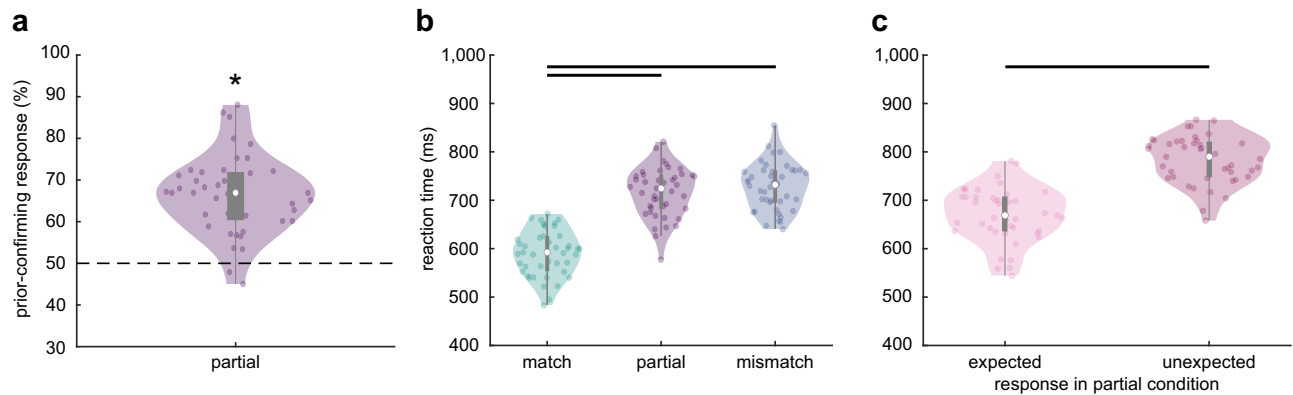 a
prior-confirming response (%)
100
90
80
70
60
50
40
30
*
partial
b
reaction time (ms)
1,000
900
800
700
600
500
400
match partial mismatch
c
1,000
900
800
700
600
500
400
expected unexpected
response in partial condition